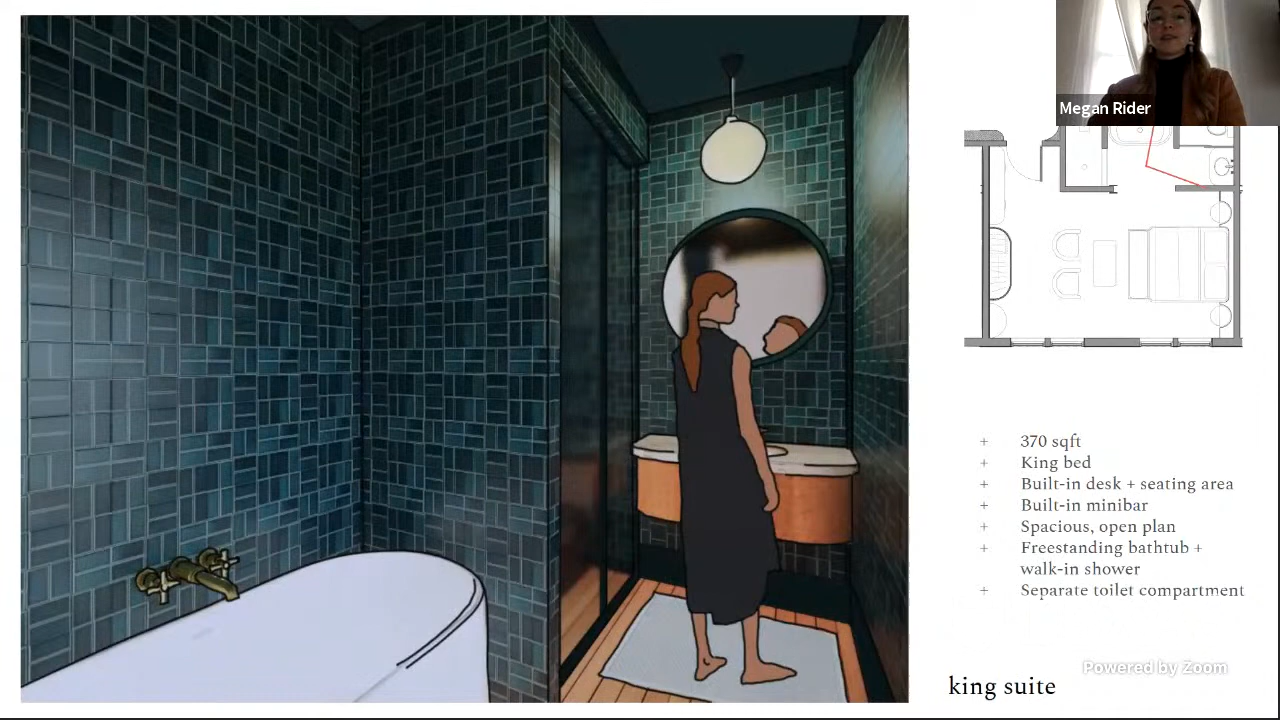 Megan Rider
+ 370 sqft
+ King bed
+ Built-in desk + seating area
+ Built-in minibar
+ Spacious, open plan
+ Freestanding bathtub +
walk-in shower
+ Separate toilet compartment
Powered by Zoom
king suite